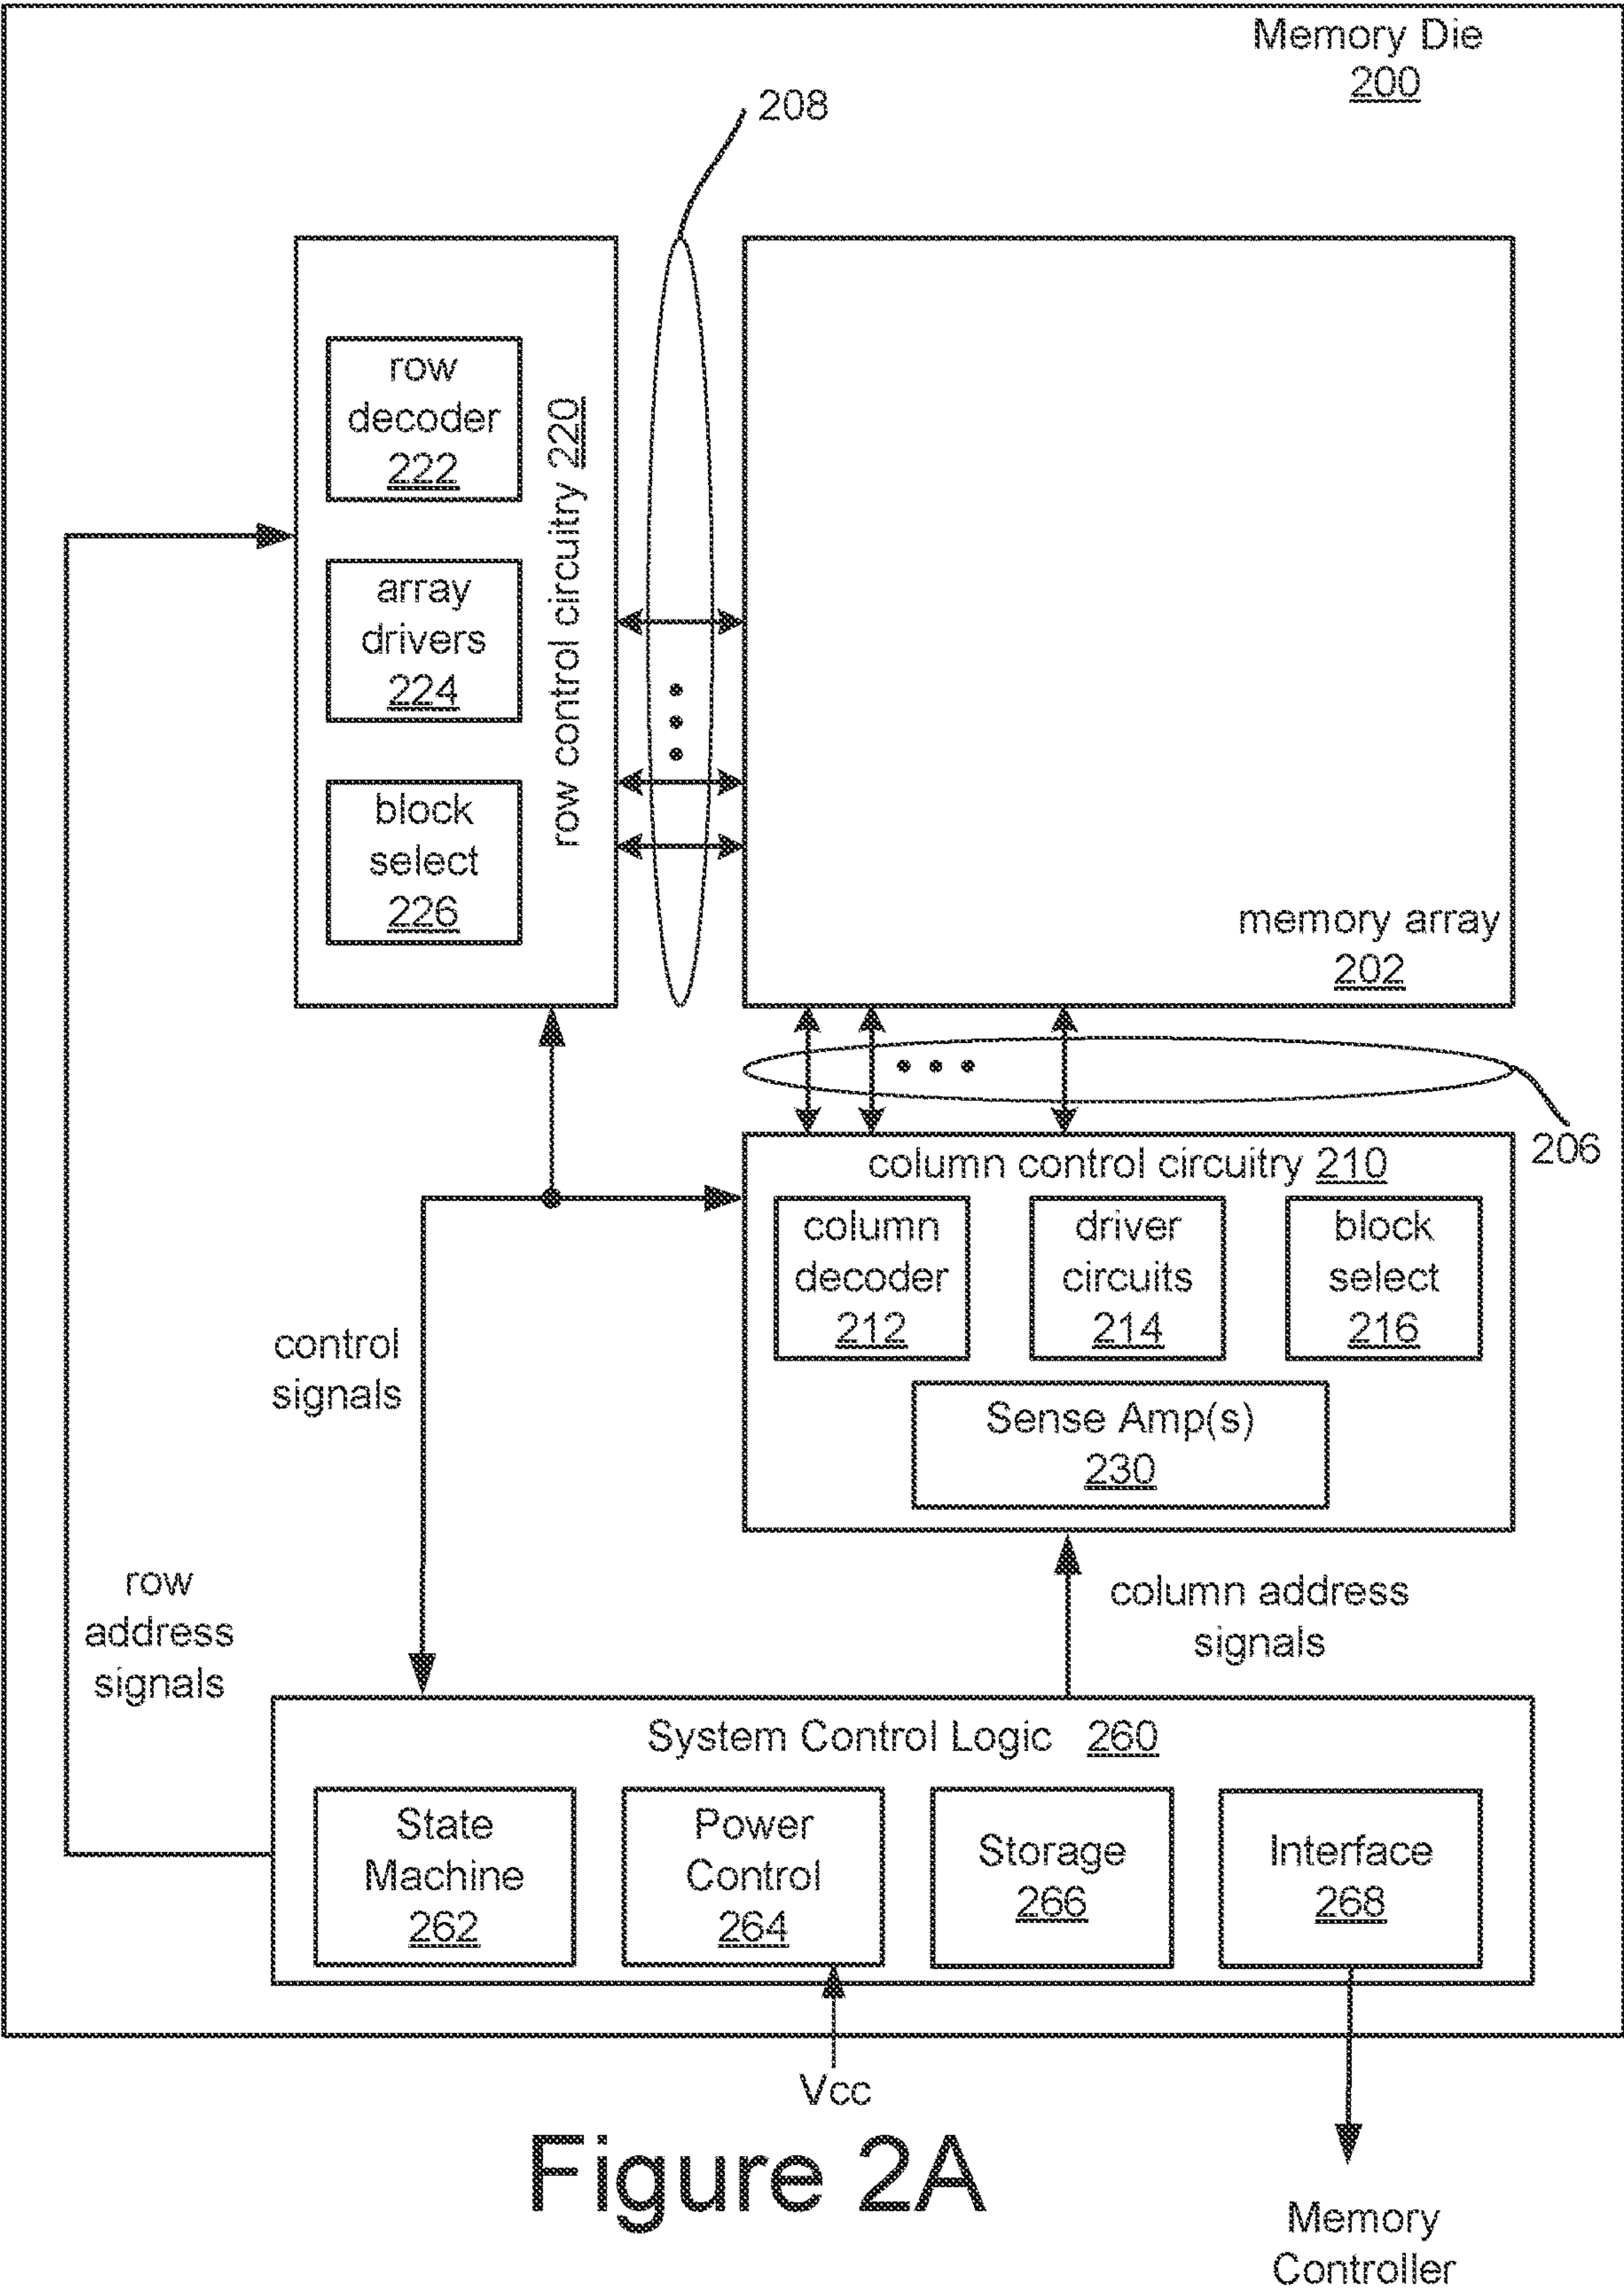 Memory Die
200
208
row
decoder
222
array
drivers
224
block
select
226
row control circuitry 220
memory array
202
206
column control circuitry 210
column
decoder
212
driver
circuits
214
block
select
216
Sense Amp(s)
230
control
signals
row
address
signals
column address
signals
System Control Logic 260
State
Machine
262
Power
Control
264
Storage
266
Interface
268
Vcc
Figure 2A
Memory
Controller